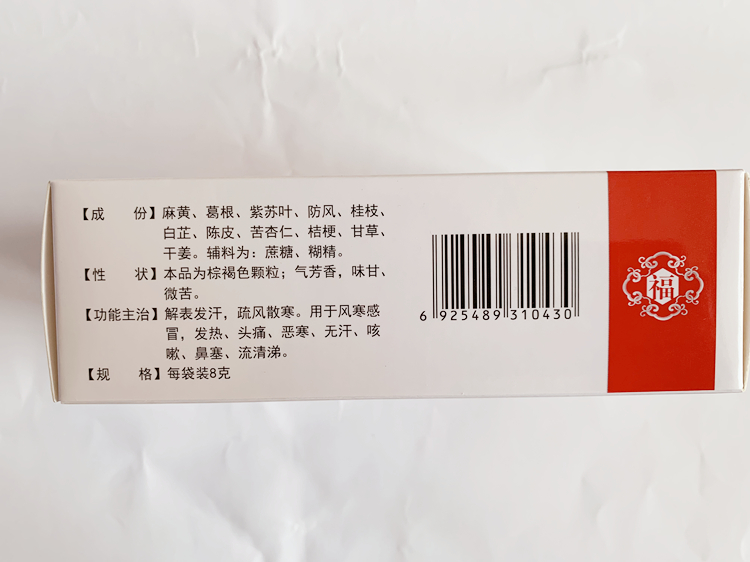 【成　份】麻黄、葛根、紫苏叶、防风、桂枝、
白芷、陈皮、苦杏仁、桔梗、甘草、
干姜。辅料为：蔗糖、糊精。
【性　状】本品为棕褐色颗粒；气芳香，味甘、
微苦。
【功能主治】解表发汗，疏风散寒。用于风寒感
冒，发热、头痛、恶寒、无汗、咳
嗽、鼻塞、流清涕。
【规　格】每袋装8克
6 925489 310430
福